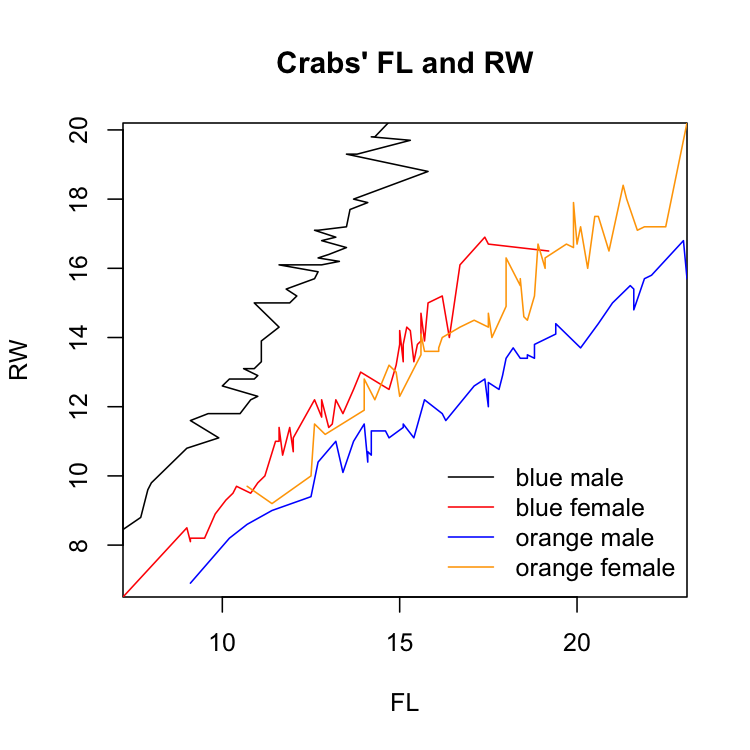 Crabs' FL and RW
RW
20
18
16
14
12
10
8
blue male
blue female
orange male
orange female
10 15 20
FL